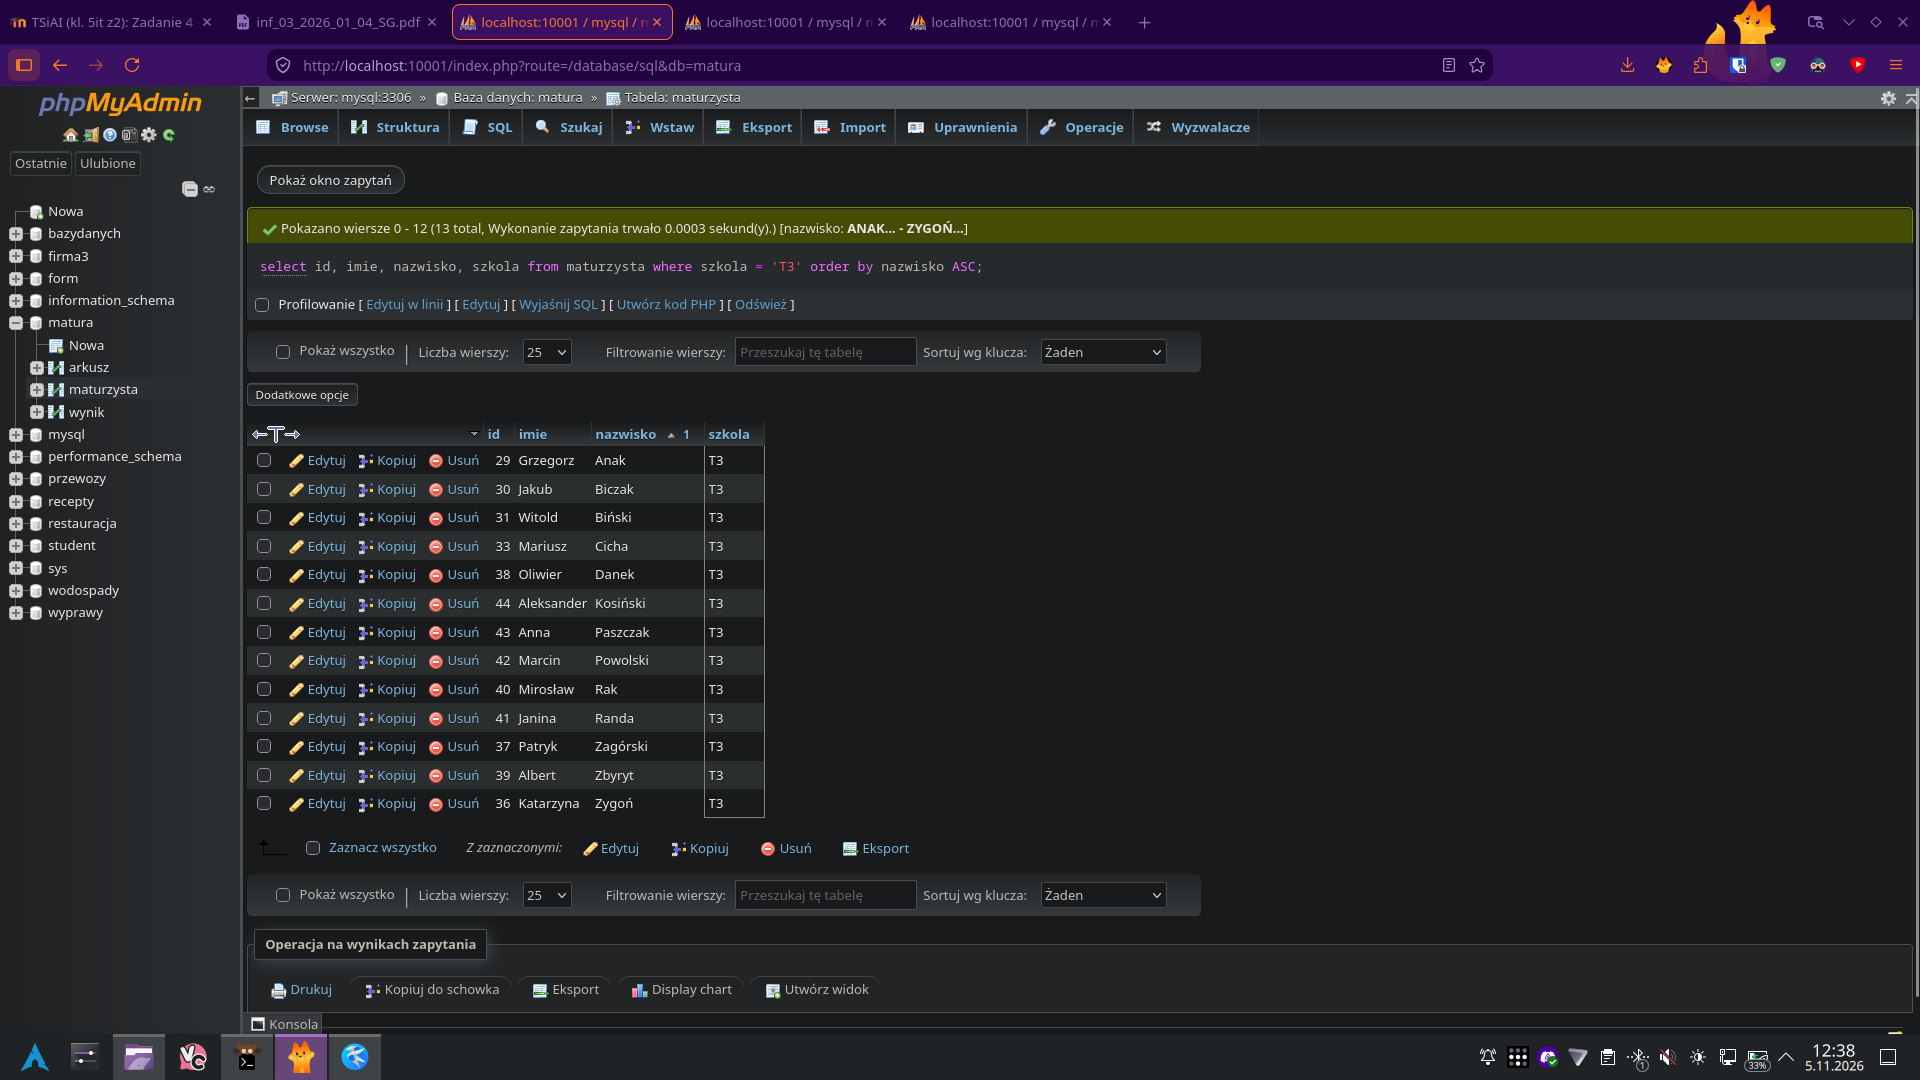 TSiAI (kl. 5it z2): Zadanie 4
inf_03_2026_01_04_SG.pdf
localhost:10001 / mysql / n
localhost:10001 / mysql / n
localhost:10001 / mysql / n
http://localhost:10001/index.php?route=/database/sql&db=matura
phpMyAdmin
Ostatnie Ulubione
Nowa
bazydanych
firma3
form
information_schema
matura
Nowa
arkusz
maturzysta
wynik
mysql
performance_schema
przewozy
recepty
restauracja
student
sys
wodospady
wyprawy
Serwer: mysql:3306 » Baza danych: matura » Tabela: maturzysta
Browse Struktura SQL Szukaj Wstaw Eksport Import Uprawnienia Operacje Wyzwalacze
Pokaż okno zapytań
Pokazano wiersze 0 - 12 (13 total, Wykonanie zapytania trwało 0.0003 sekund(y).) [nazwisko: ANAK... - ZYGOŃ...]
select id, imie, nazwisko, szkola from maturzysta where szkola = 'T3' order by nazwisko ASC;
Profilowanie [ Edytuj w linii ] [ Edytuj ] [ Wyjaśnij SQL ] [ Utwórz kod PHP ] [ Odśwież ]
Pokaż wszystko | Liczba wierszy: 25 Filtrowanie wierszy: Przeszukaj tę tabelę Sortuj wg klucza: Żaden
Dodatkowe opcje
id imie nazwisko 1 szkola
Edytuj Kopiuj Usuń 29 Grzegorz Anak T3
Edytuj Kopiuj Usuń 30 Jakub Biczak T3
Edytuj Kopiuj Usuń 31 Witold Biński T3
Edytuj Kopiuj Usuń 33 Mariusz Cicha T3
Edytuj Kopiuj Usuń 38 Oliwier Danek T3
Edytuj Kopiuj Usuń 44 Aleksander Kosiński T3
Edytuj Kopiuj Usuń 43 Anna Paszczak T3
Edytuj Kopiuj Usuń 42 Marcin Powolski T3
Edytuj Kopiuj Usuń 40 Mirosław Rak T3
Edytuj Kopiuj Usuń 41 Janina Randa T3
Edytuj Kopiuj Usuń 37 Patryk Zagórski T3
Edytuj Kopiuj Usuń 39 Albert Zbyryt T3
Edytuj Kopiuj Usuń 36 Katarzyna Zygoń T3
Zaznacz wszystko Z zaznaczonymi: Edytuj Kopiuj Usuń Eksport
Pokaż wszystko | Liczba wierszy: 25 Filtrowanie wierszy: Przeszukaj tę tabelę Sortuj wg klucza: Żaden
Operacja na wynikach zapytania
Drukuj Kopiuj do schowka Eksport Display chart Utwórz widok
Konsola
1
33%
12:38
5.11.2026